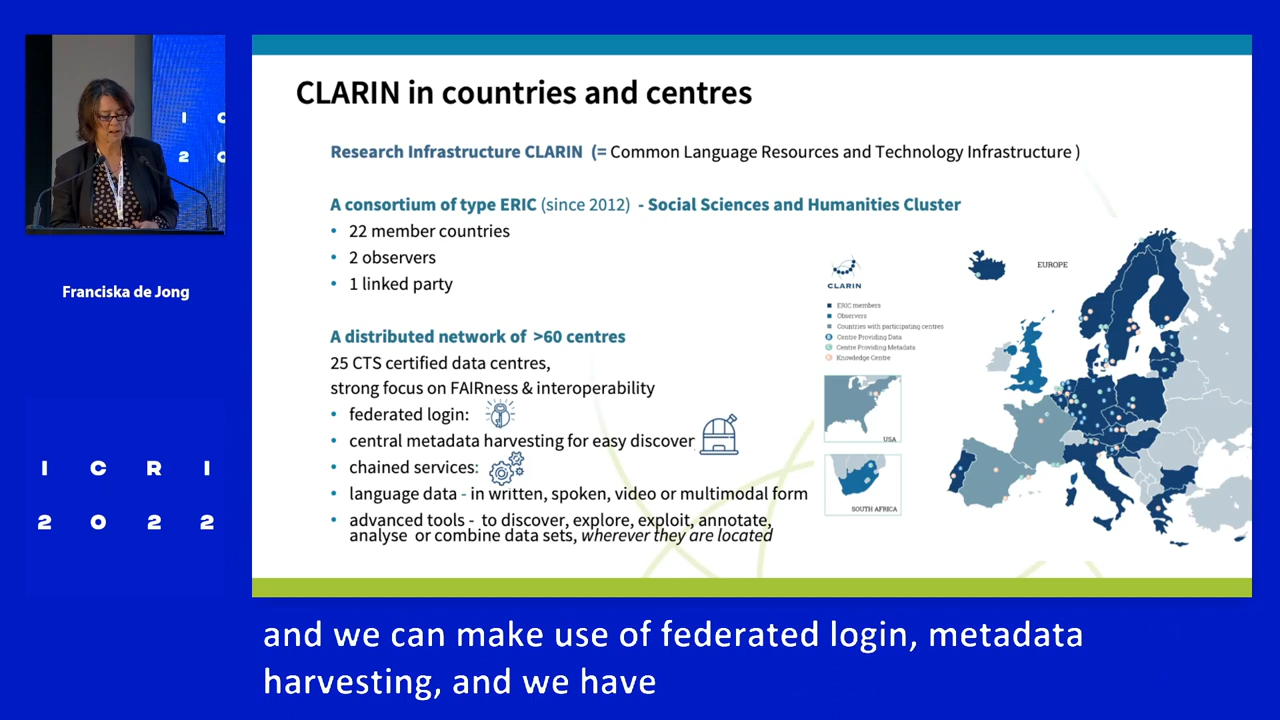 I C
2 0
Franciska de Jong
I C R I
2 0 2 2
CLARIN in countries and centres
Research Infrastructure CLARIN (= Common Language Resources and Technology Infrastructure )
A consortium of type ERIC (since 2012) - Social Sciences and Humanities Cluster
• 22 member countries
• 2 observers
• 1 linked party
A distributed network of >60 centres
25 CTS certified data centres,
strong focus on FAIRness & interoperability
• federated login:
• central metadata harvesting for easy discover
• chained services:
• language data - in written, spoken, video or multimodal form
• advanced tools - to discover, explore, exploit, annotate,
analyse or combine data sets, wherever they are located
CLARIN
ERIC members
Observers
Countries with participating centres
Centre Providing Data
Centre Providing Metadata
Knowledge Centre
EUROPE
USA
SOUTH AFRICA
and we can make use of federated login, metadata
harvesting, and we have